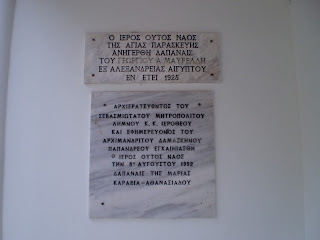 Ο ΙΕΡΟΣ ΟΥΤΟΣ ΝΑΟΣ
ΤΗΣ ΑΓΙΑΣ ΠΑΡΑΣΚΕΥΗΣ
ΑΝΗΓΕΡΘΗ ΔΑΠΑΝΑΙΣ
ΤΟΥ ΓΕΩΡΓΙΟΥ Α. ΜΑΥΡΕΛΛΗ
ΕΞ ΑΛΕΞΑΝΔΡΕΙΑΣ ΑΙΓΥΠΤΟΥ
ΕΝ ΕΤΕΙ 1925
ΑΡΧΙΕΡΑΤΕΥΟΝΤΟΣ ΤΟΥ
ΣΕΒΑΣΜΙΩΤΑΤΟΥ ΜΗΤΡΟΠΟΛΙΤΟΥ
ΛΗΜΝΟΥ Κ.Κ. ΙΕΡΟΘΕΟΥ
ΚΑΙ ΕΦΗΜΕΡΕΥΟΝΤΟΣ ΤΟΥ
ΑΡΧΙΜΑΝΔΡΙΤΟΥ ΔΑΜΑΣΚΗΝΟΥ
ΠΑΠΑΝΔΡΕΟΥ ΕΓΚΑΙΝΙΑΣΘΗ
Ο ΙΕΡΟΣ ΟΥΤΟΣ ΝΑΟΣ
ΤΗΝ ΑΥΓΟΥΣΤΟΥ 1992
ΔΑΠΑΝΑΙΣ ΤΗΣ ΜΑΡΙΑΣ
ΚΑΡΑΒΙΑ-ΑΘΑΝΑΣΙΑΔΟΥ